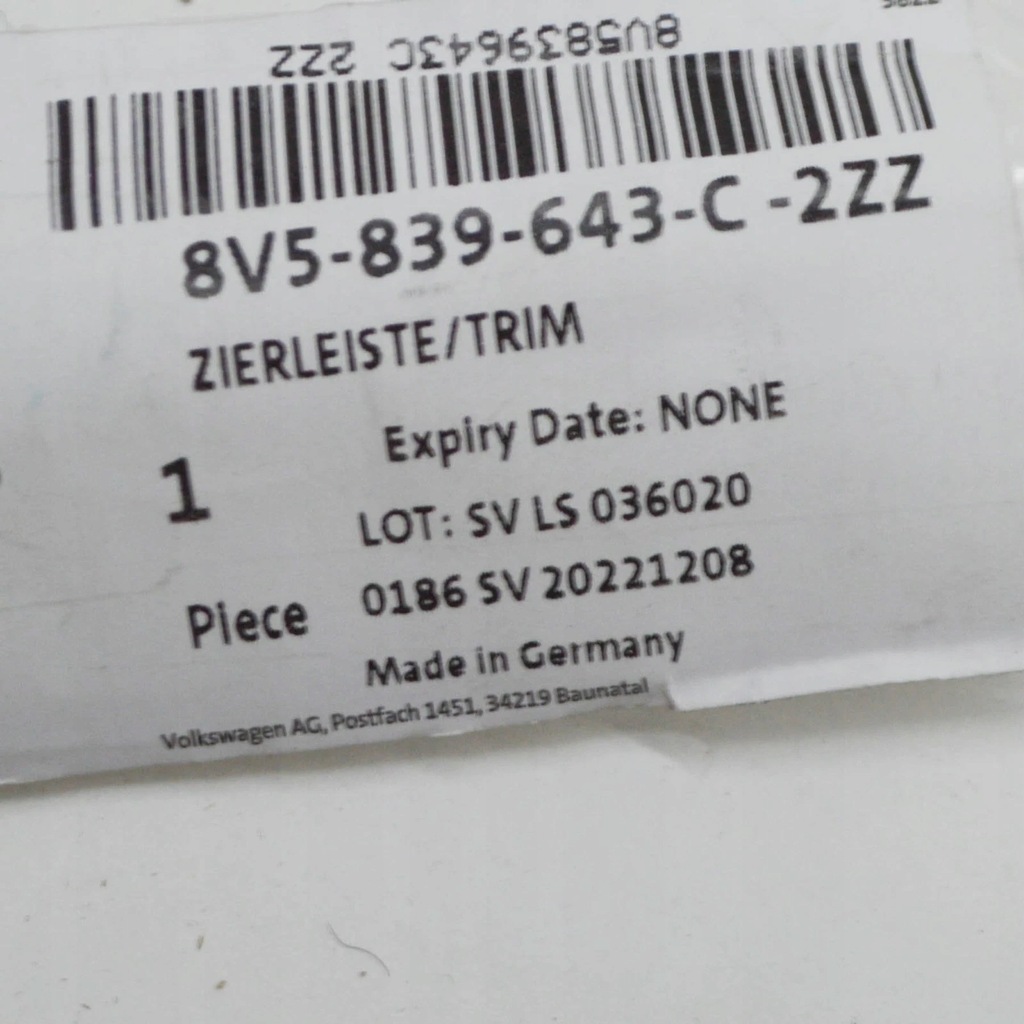 8V5839643C 2ZZ
8V5-839-643-C -2ZZ
ZIERLEISTE/TRIM
Expiry Date: NONE
1
LOT: SV LS 036020
Piece 0186 SV 20221208
Made in Germany
Volkswagen AG, Postfach 1451, 34219 Baunatal